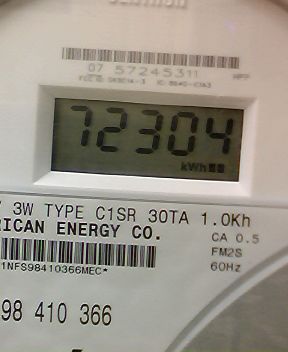 07 57245311 HPP
72304
kWh
3W TYPE C1SR 30TA 1.0Kh
RICAN ENERGY CO. CA 0.5
FM2S
1NFS98410366MEC* 60Hz
98 410 366